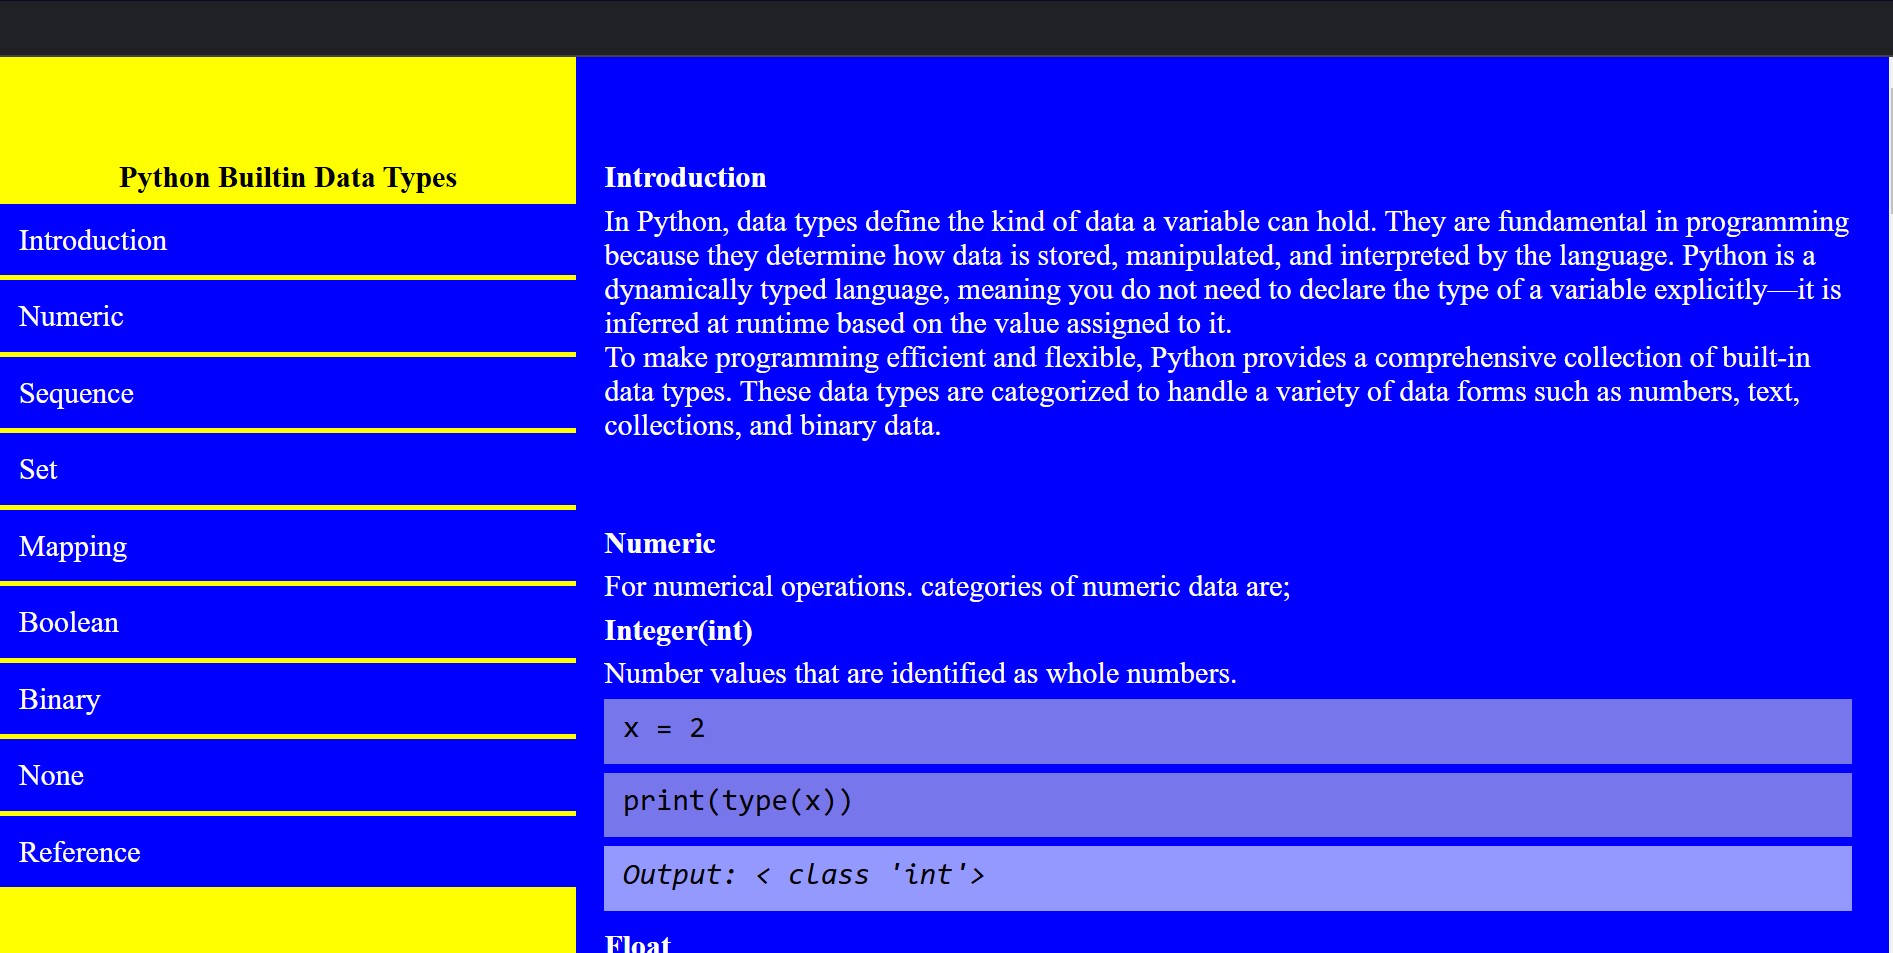 Python Builtin Data Types
Introduction
Numeric
Sequence
Set
Mapping
Boolean
Binary
None
Reference
Introduction
In Python, data types define the kind of data a variable can hold. They are fundamental in programming
because they determine how data is stored, manipulated, and interpreted by the language. Python is a
dynamically typed language, meaning you do not need to declare the type of a variable explicitly—it is
inferred at runtime based on the value assigned to it.
To make programming efficient and flexible, Python provides a comprehensive collection of built-in
data types. These data types are categorized to handle a variety of data forms such as numbers, text,
collections, and binary data.
Numeric
For numerical operations. categories of numeric data are;
Integer(int)
Number values that are identified as whole numbers.
x = 2
print(type(x))
Output: < class 'int'>
Float